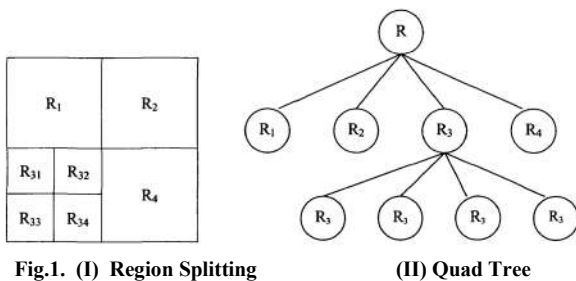 R
R1 R2
R1 R2 R3 R4
R31 R32
R4
R33 R34
R3 R3 R3 R3
Fig.1. (I) Region Splitting (II) Quad Tree